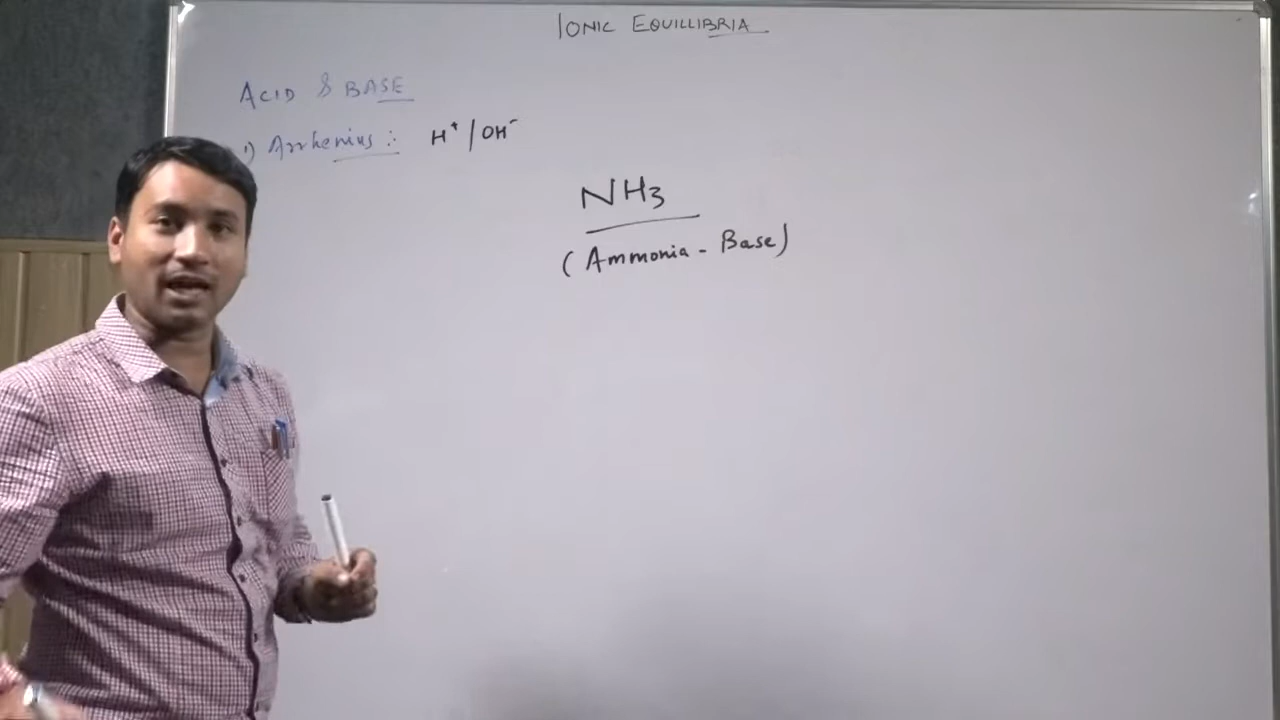 IONIC EQUILLIBRIA
ACID & BASE
1) Arrhenius : H⁺ / OH⁻
NH₃
(Ammonia - Base)